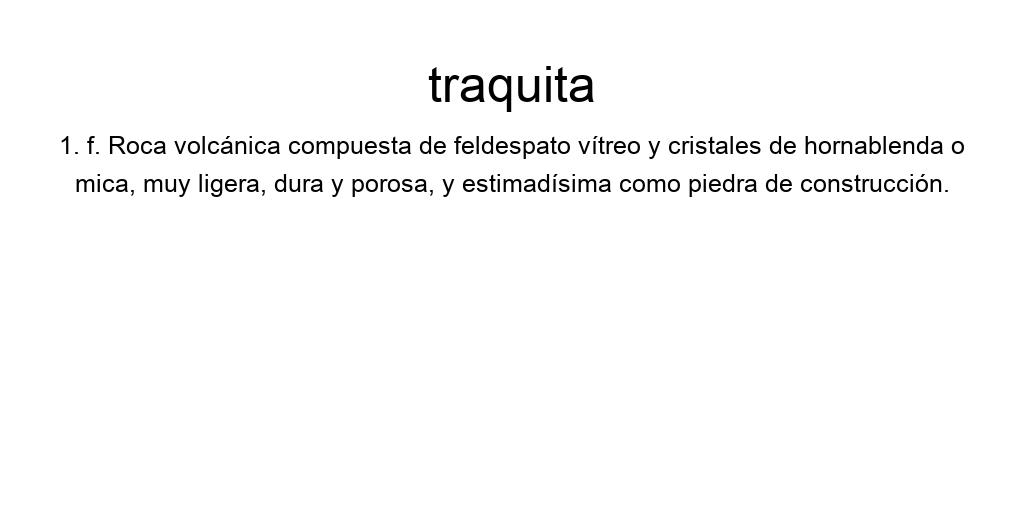 traquita
1. f. Roca volcánica compuesta de feldespato vítreo y cristales de hornablenda o
mica, muy ligera, dura y porosa, y estimadísima como piedra de construcción.